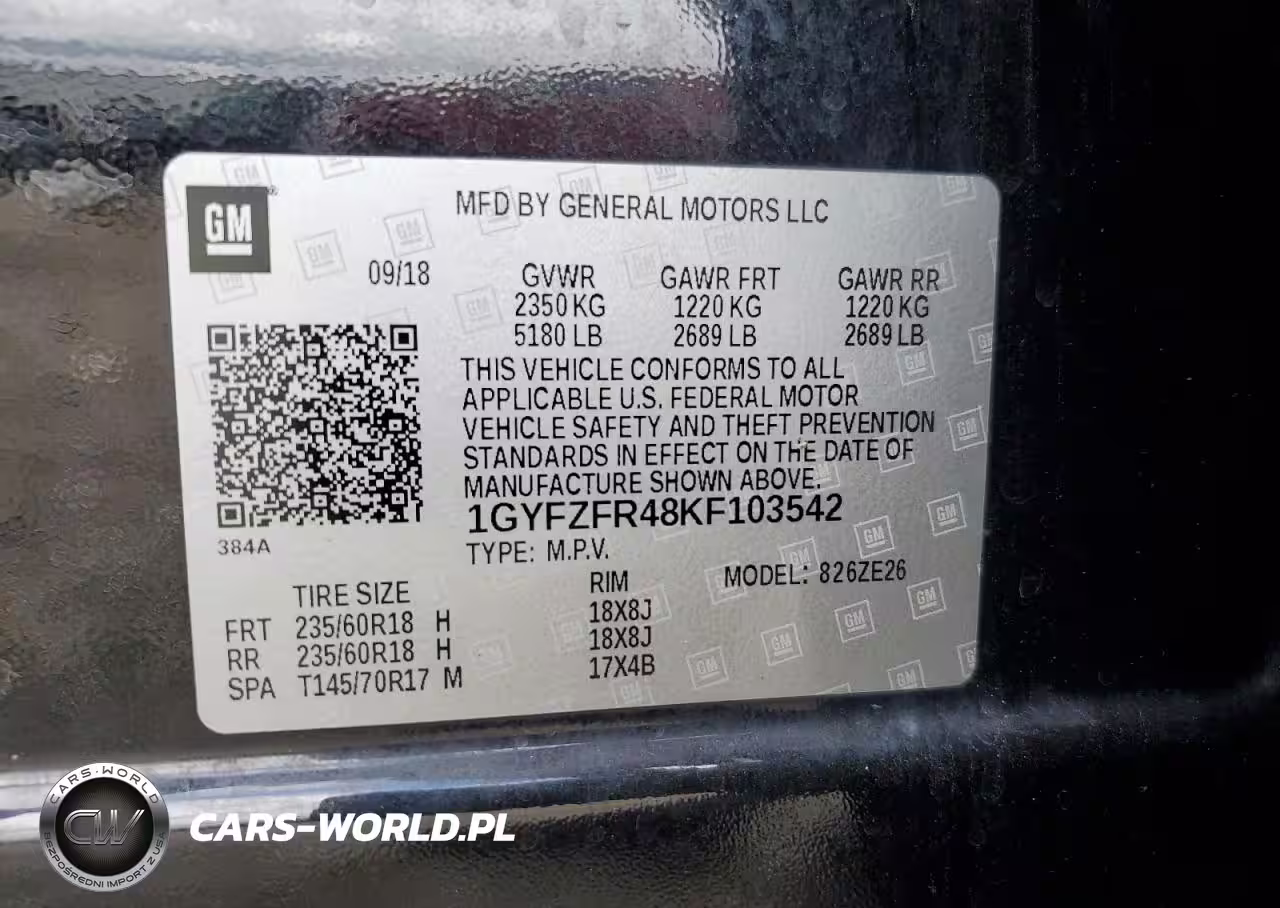 GM
MFD BY GENERAL MOTORS LLC
09/18 GVWR GAWR FRT GAWR RR
2350 KG 1220 KG 1220 KG
5180 LB 2689 LB 2689 LB
THIS VEHICLE CONFORMS TO ALL
APPLICABLE U.S. FEDERAL MOTOR
VEHICLE SAFETY AND THEFT PREVENTION
STANDARDS IN EFFECT ON THE DATE OF
MANUFACTURE SHOWN ABOVE.
1GYFZFR48KF103542
384A
TYPE: M.P.V.
MODEL: 826ZE26
TIRE SIZE RIM
FRT 235/60R18 H 18X8J
RR 235/60R18 H 18X8J
SPA T145/70R17 M 17X4B
CARS-WORLD
CW
BEZPOŚREDNI IMPORT Z USA
CARS-WORLD.PL